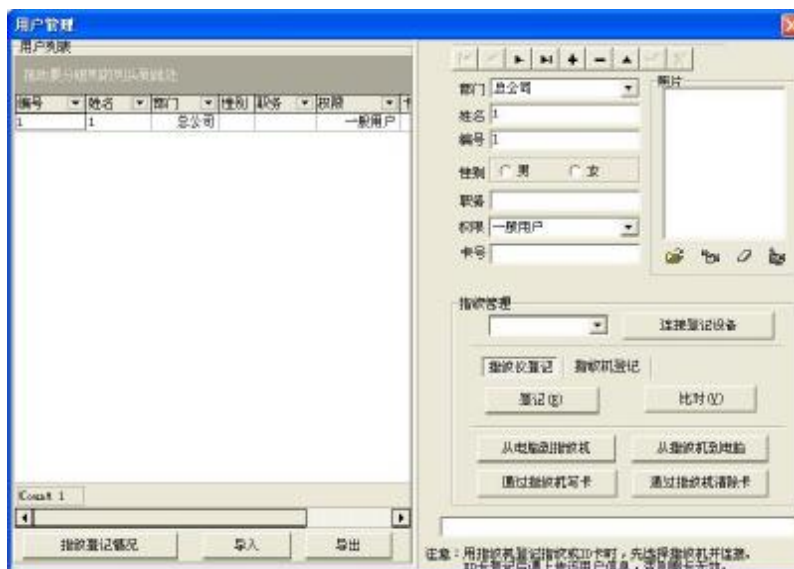 用户管理
用户列表
编号 姓名 部门 性别 职务 权限
1 1 总公司 一般用户
Count 1
指纹登记情况 导入 导出
部门 总公司
姓名 1
编号 1
性别 男 女
职务
权限 一般用户
卡号
照片
指纹管理
连接登记设备
指纹仪登记 指纹机登记
登记(E) 比对(V)
从电脑到指纹机 从指纹机到电脑
通过指纹机写卡 通过指纹机清除卡
注意：用指纹机登记指纹或ID卡时，先选择指纹机并连接。